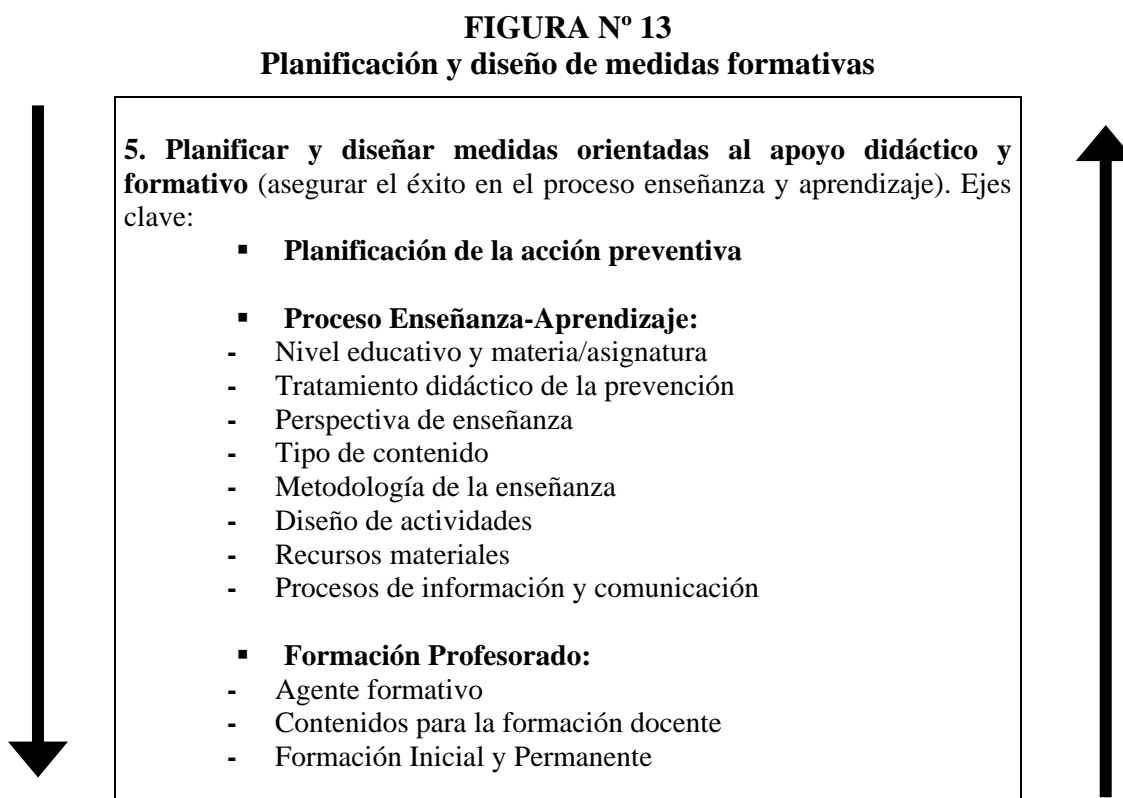 FIGURA Nº 13
Planificación y diseño de medidas formativas
5. Planificar y diseñar medidas orientadas al apoyo didáctico y
formativo (asegurar el éxito en el proceso enseñanza y aprendizaje). Ejes
clave:
▪ Planificación de la acción preventiva
▪ Proceso Enseñanza-Aprendizaje:
- Nivel educativo y materia/asignatura
- Tratamiento didáctico de la prevención
- Perspectiva de enseñanza
- Tipo de contenido
- Metodología de la enseñanza
- Diseño de actividades
- Recursos materiales
- Procesos de información y comunicación
▪ Formación Profesorado:
- Agente formativo
- Contenidos para la formación docente
- Formación Inicial y Permanente